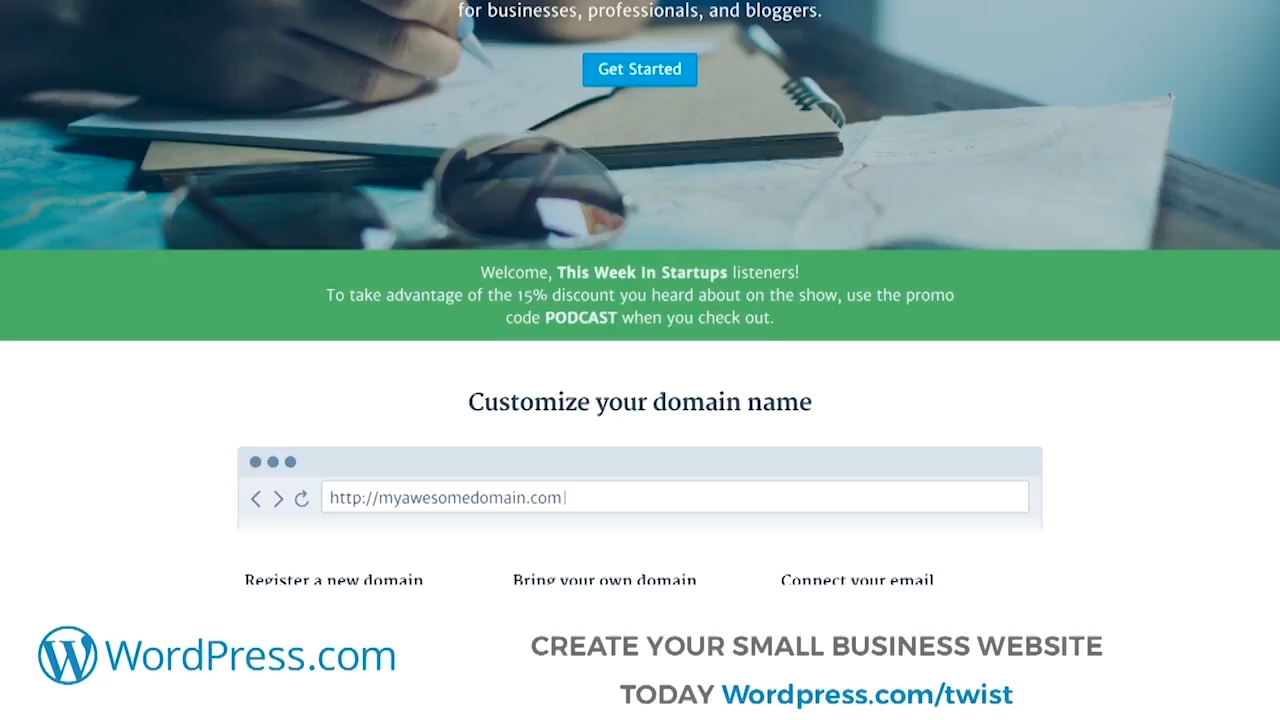 for businesses, professionals, and bloggers.
Get Started
Welcome, This Week In Startups listeners!
To take advantage of the 15% discount you heard about on the show, use the promo
code PODCAST when you check out.
Customize your domain name
http://myawesomedomain.com
Register a new domain
Bring your own domain
Connect your email
WordPress.com
CREATE YOUR SMALL BUSINESS WEBSITE
TODAY Wordpress.com/twist